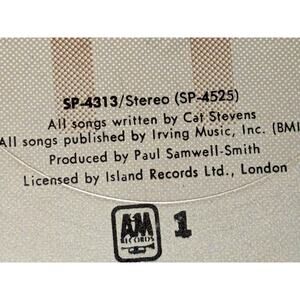 SP-4313/Stereo (SP-4525)
All songs written by Cat Stevens
All songs published by Irving Music, Inc. (BMI
Produced by Paul Samwell-Smith
Licensed by Island Records Ltd., London
A&M
RECORDS
1